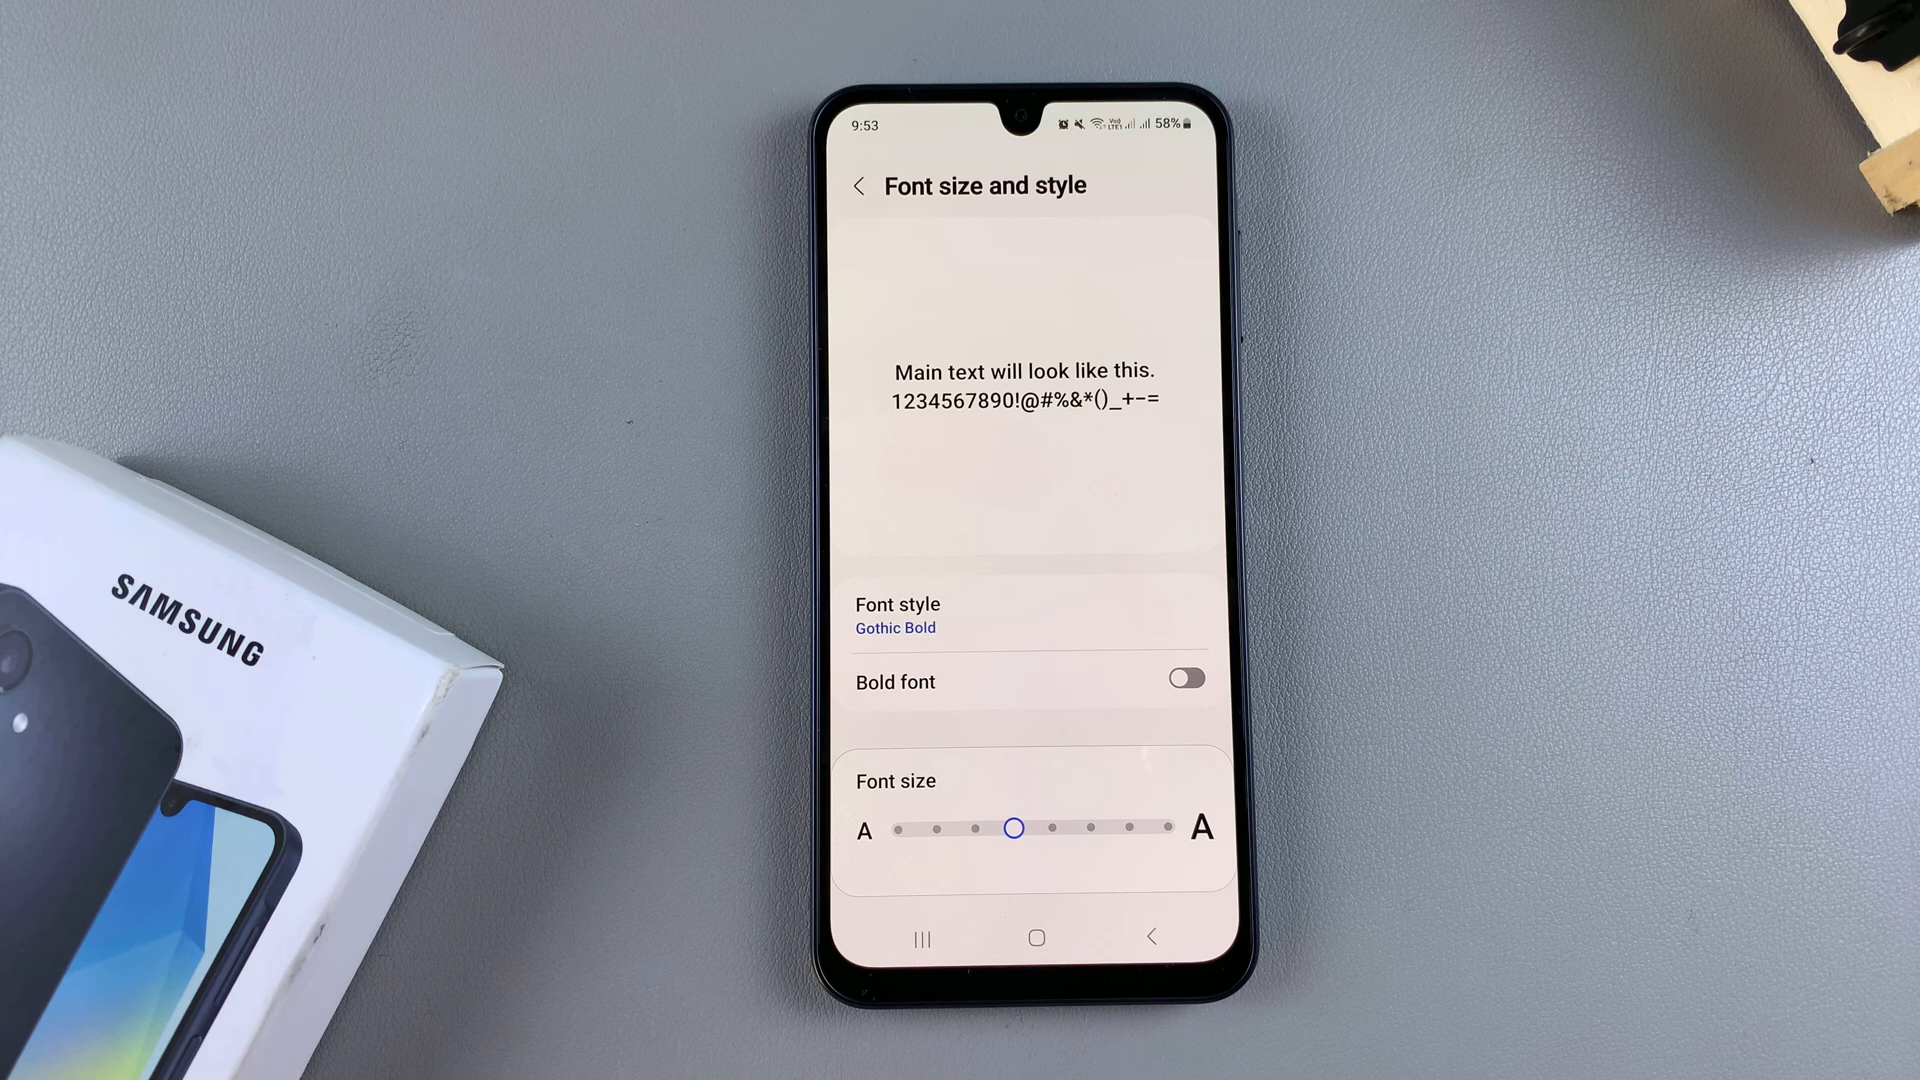 9:53
58%
Font size and style
Main text will look like this.
1234567890!@#%&*()_+-=
Font style
Gothic Bold
Bold font
Font size
A A
SAMSUNG